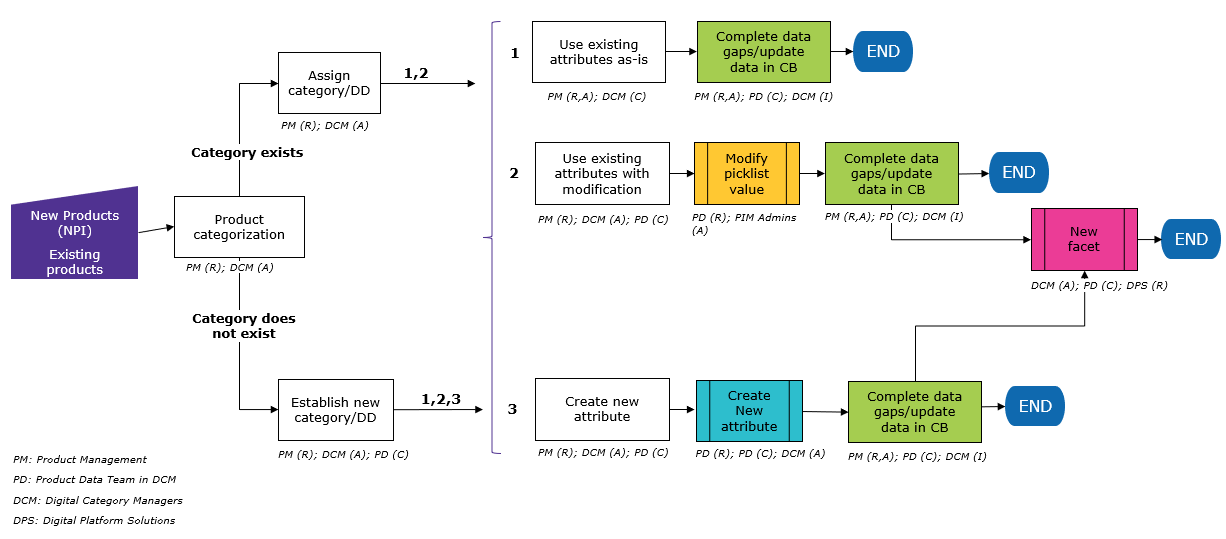 New Products
(NPI)
Existing
products
Product
categorization
PM (R); DCM (A)
Category exists
Assign
category/DD
PM (R); DCM (A)
1,2
Category does
not exist
Establish new
category/DD
PM (R); DCM (A); PD (C)
1,2,3
1
Use existing
attributes as-is
PM (R,A); DCM (C)
Complete data
gaps/update
data in CB
PM (R,A); PD (C); DCM (I)
END
2
Use existing
attributes with
modification
PM (R); DCM (A); PD (C)
Modify
picklist
value
PD (R); PIM Admins
(A)
Complete data
gaps/update
data in CB
PM (R,A); PD (C); DCM (I)
END
New
facet
DCM (A); PD (C); DPS (R)
END
3
Create new
attribute
PM (R); DCM (A); PD (C)
Create
New
attribute
PD (R); PD (C); DCM (A)
Complete data
gaps/update
data in CB
PM (R,A); PD (C); DCM (I)
END
PM: Product Management
PD: Product Data Team in DCM
DCM: Digital Category Managers
DPS: Digital Platform Solutions